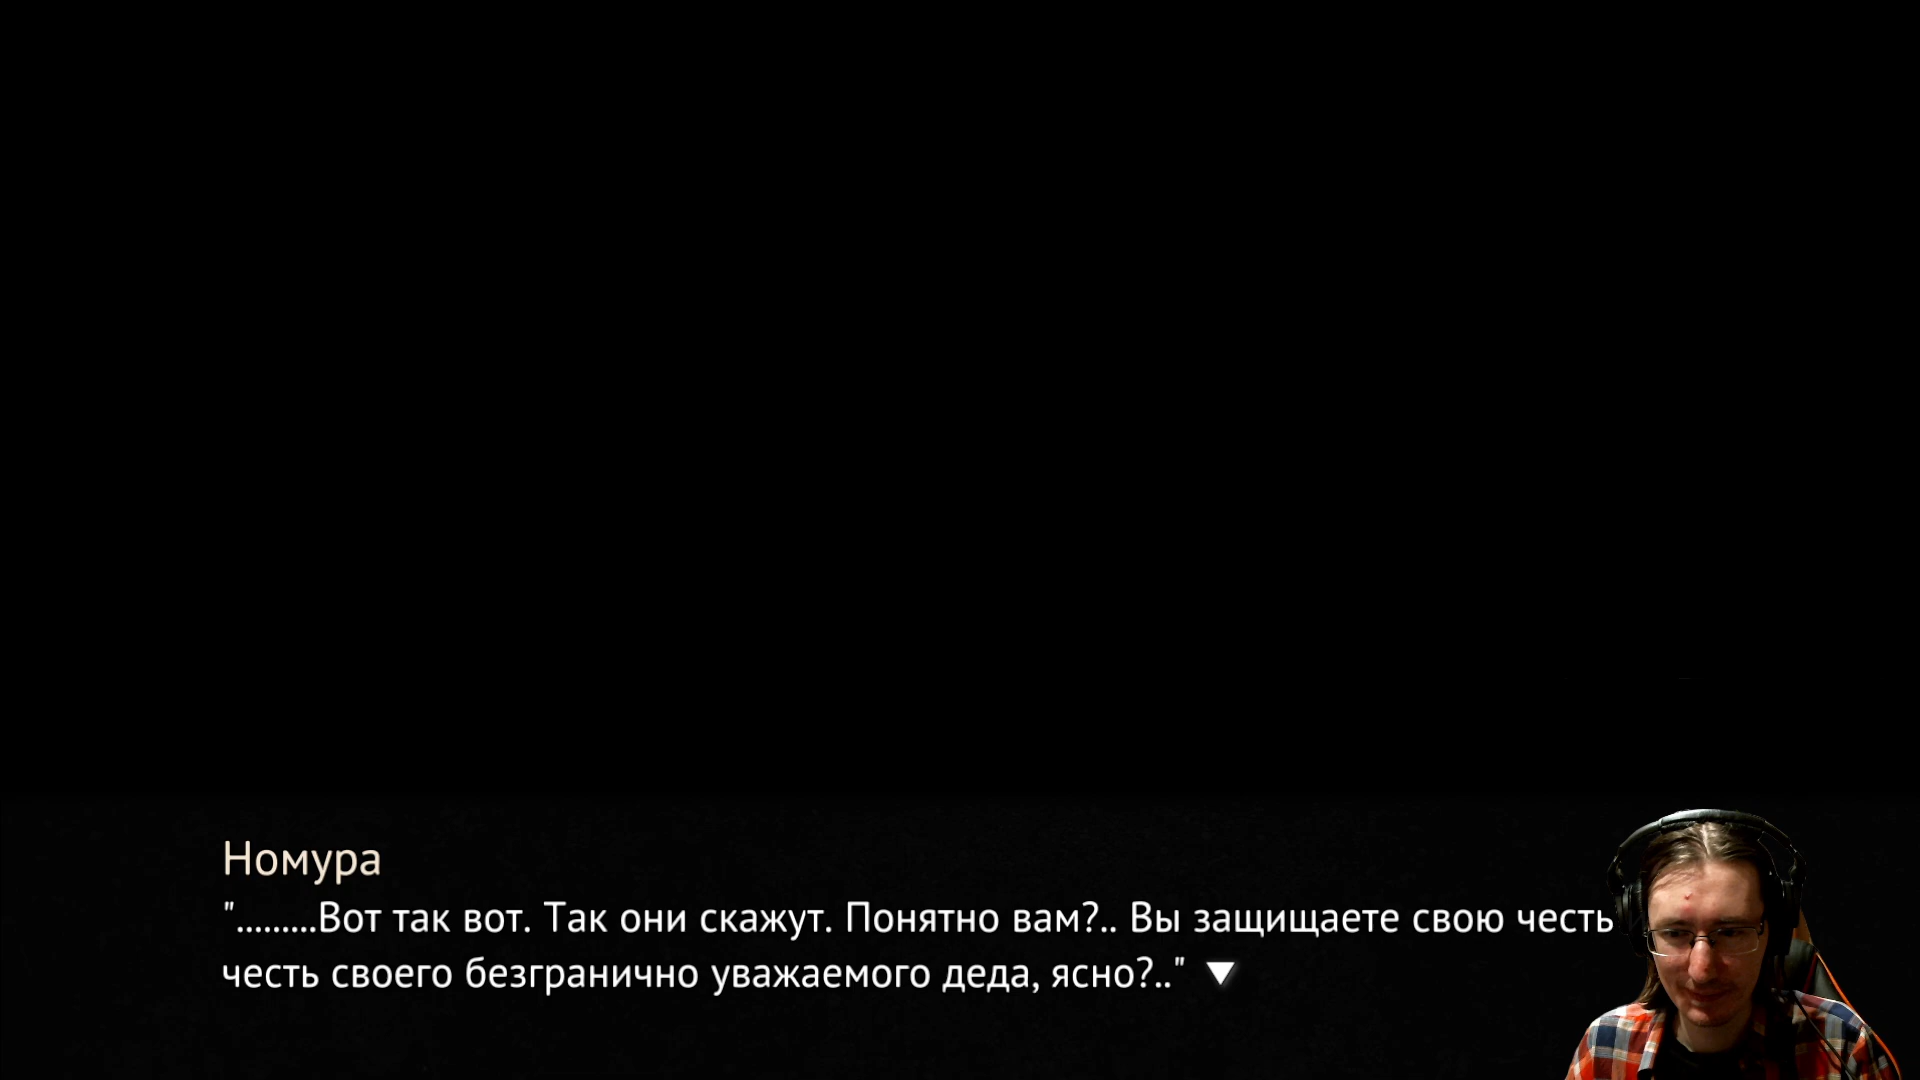 Номура
".........Вот так вот. Так они скажут. Понятно вам?.. Вы защищаете свою честь
честь своего безгранично уважаемого деда, ясно?.."